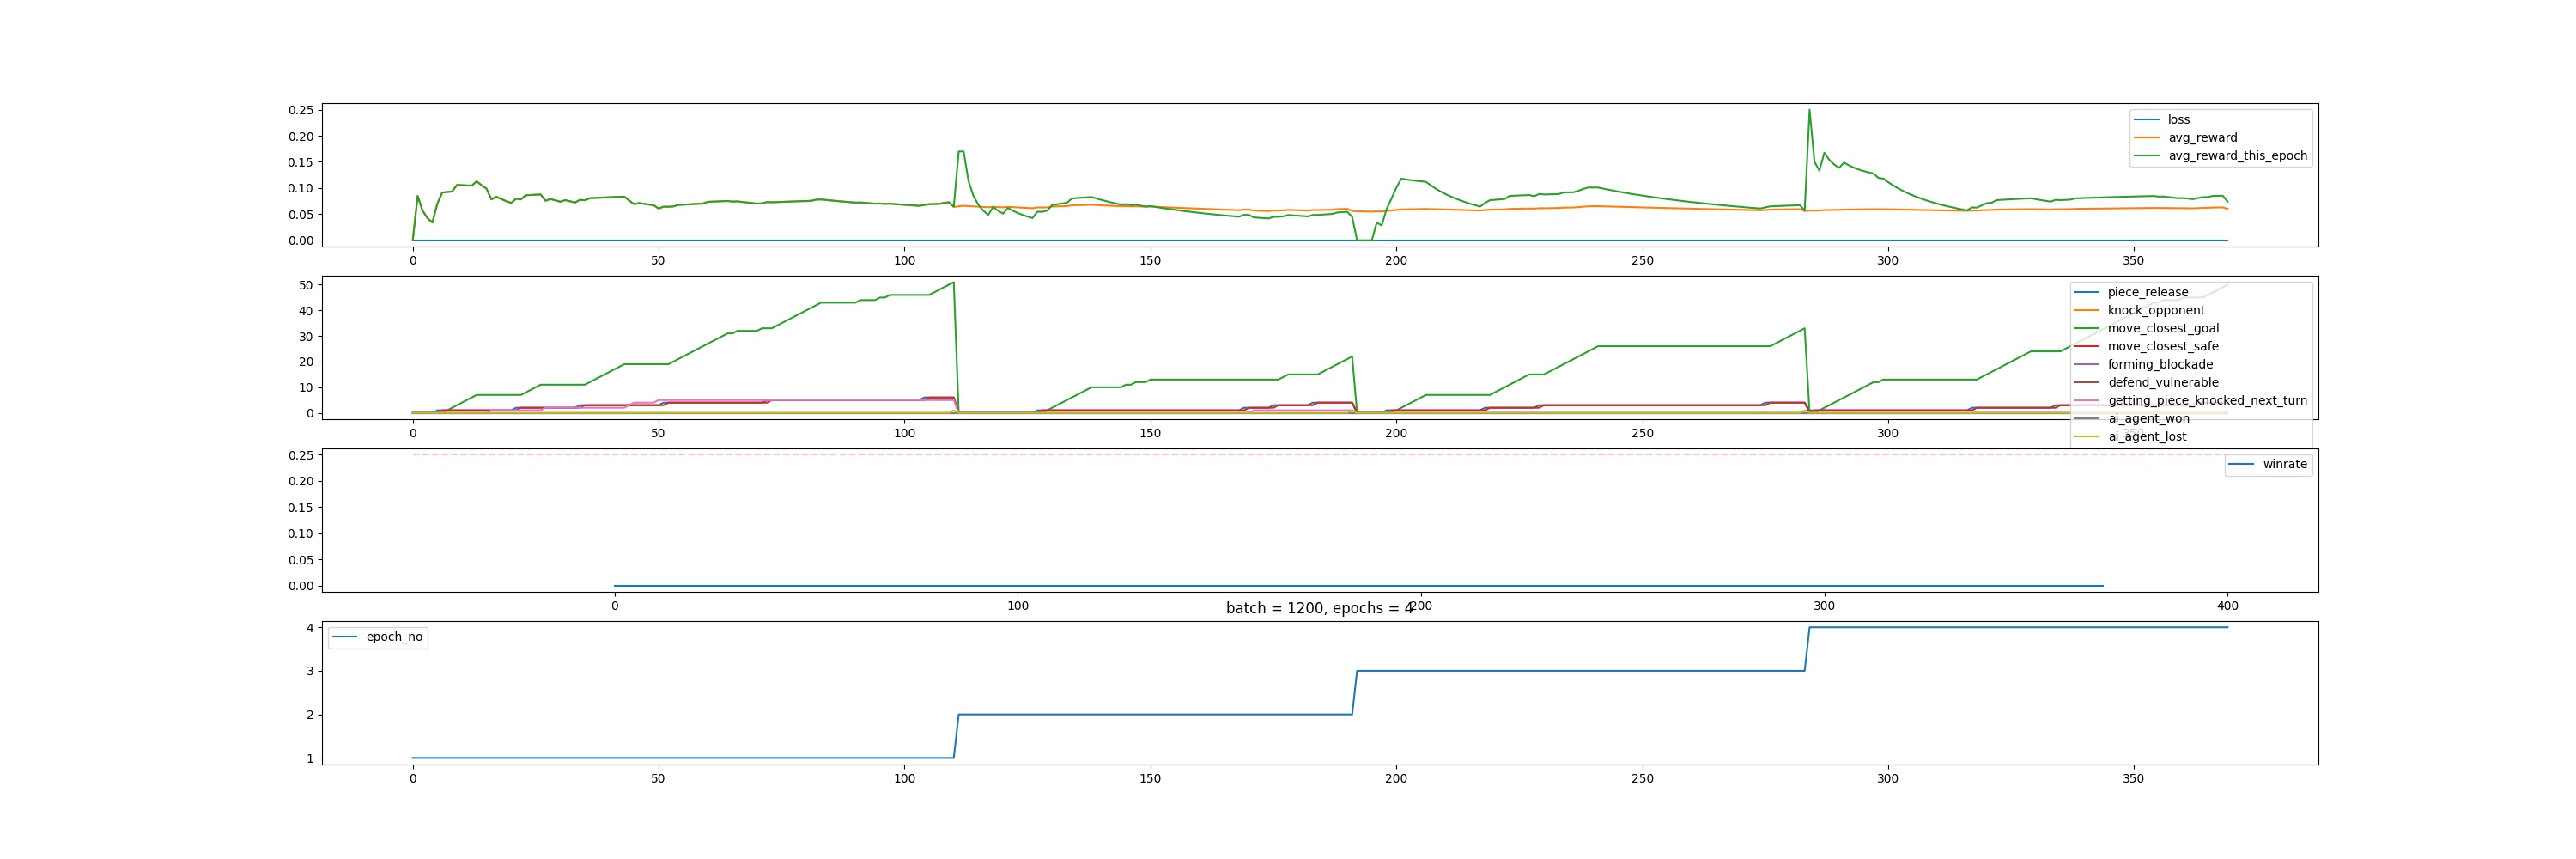 0.25
0.20
0.15
0.10
0.05
0.00
loss
avg_reward
avg_reward_this_epoch
0 50 100 150 200 250 300 350
50
40
30
20
10
0
piece_release
knock_opponent
move_closest_goal
move_closest_safe
forming_blockade
defend_vulnerable
getting_piece_knocked_next_turn
ai_agent_won
ai_agent_lost
0 50 100 150 200 250 300 350
0.25
0.20
0.15
0.10
0.05
0.00
winrate
0 100 200 300 400
batch = 1200, epochs = 4
4
3
2
1
epoch_no
0 50 100 150 200 250 300 350